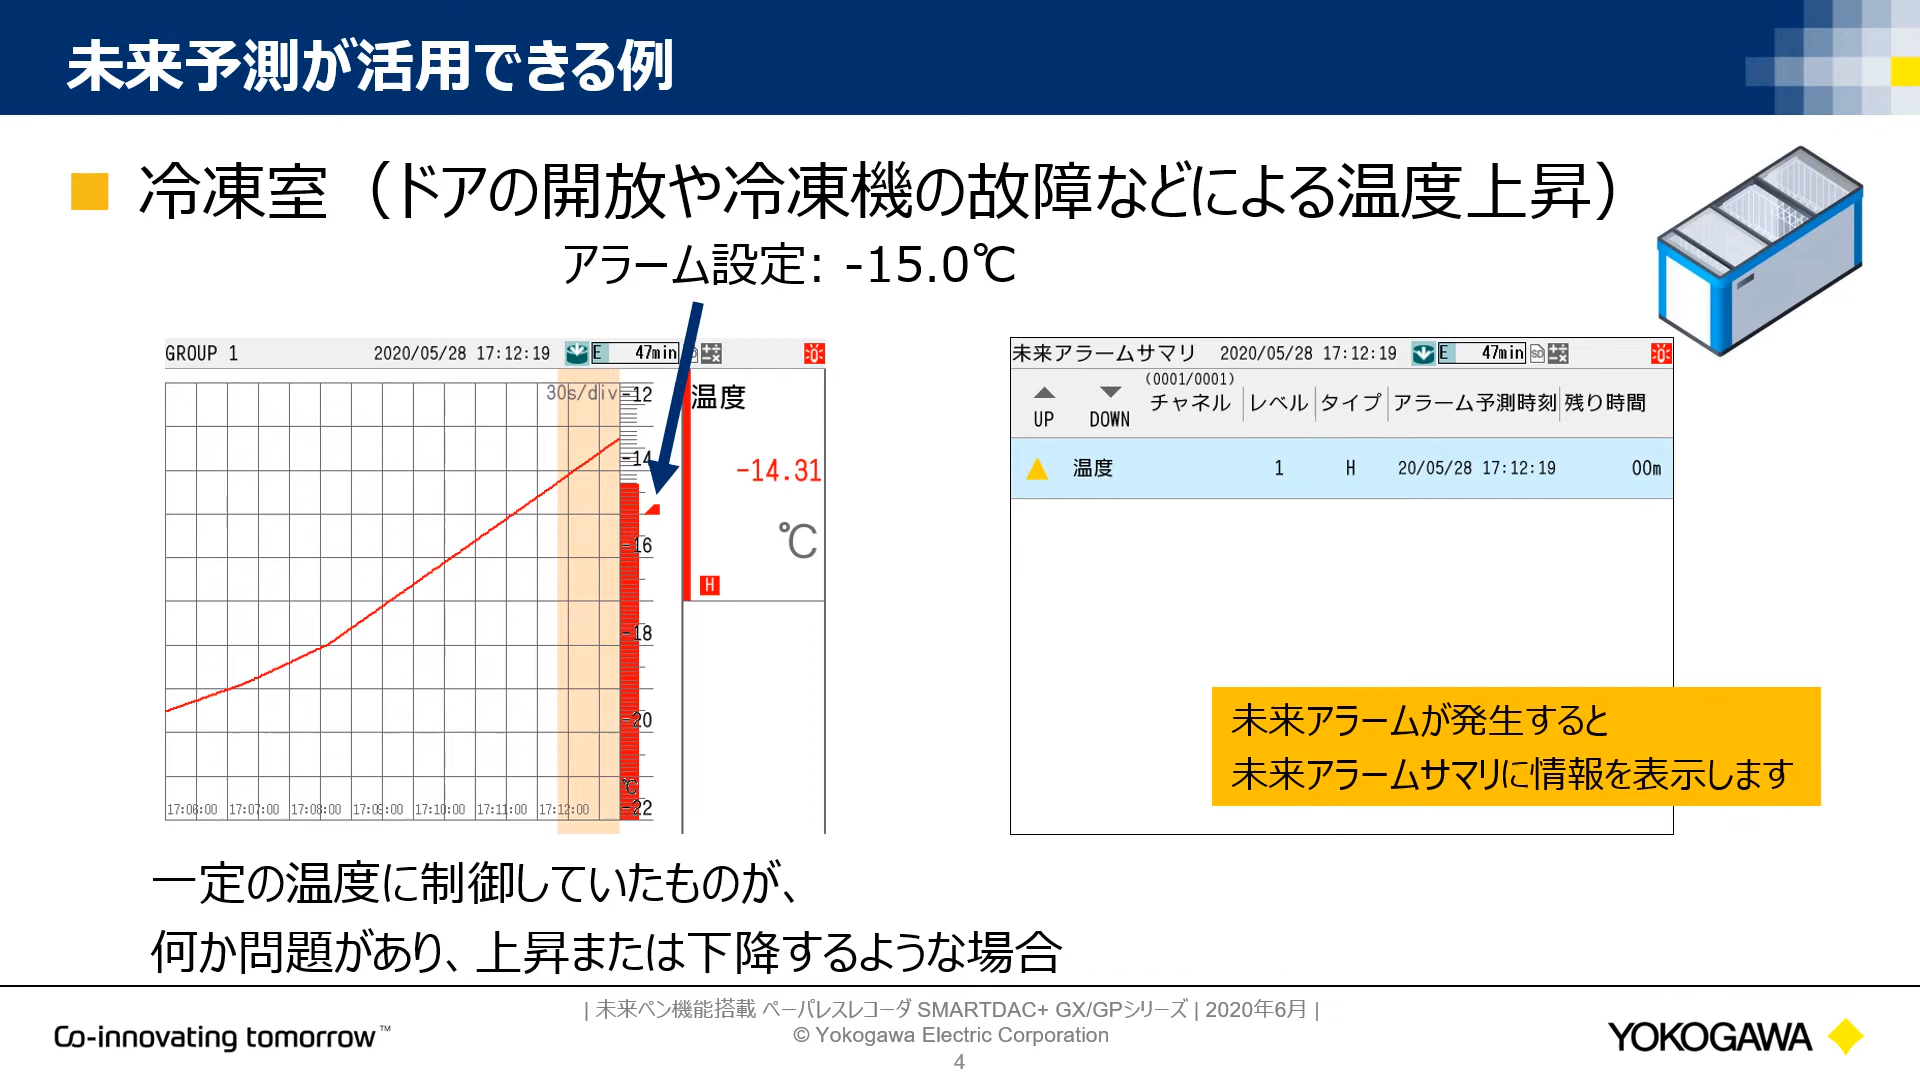 未来予測が活用できる例
冷凍室（ドアの開放や冷凍機の故障などによる温度上昇）
アラーム設定: -15.0℃
GROUP 1 2020/05/28 17:12:19 E 47min
30s/div
-12
-14
-16
-18
-20
℃
-22
17:06:00 17:07:00 17:08:00 17:09:00 17:10:00 17:11:00 17:12:00
温度
-14.31
℃
H
未来アラームサマリ 2020/05/28 17:12:19 E 47min SD
(0001/0001)
UP DOWN チャネル レベル タイプ アラーム予測時刻 残り時間
温度 1 H 20/05/28 17:12:19 00m
未来アラームが発生すると
未来アラームサマリに情報を表示します
一定の温度に制御していたものが、
何か問題があり、上昇または下降するような場合
| 未来ペン機能搭載 ペーパレスレコーダ SMARTDAC+ GX/GPシリーズ | 2020年6月 |
© Yokogawa Electric Corporation
4
Co-innovating tomorrow™
YOKOGAWA